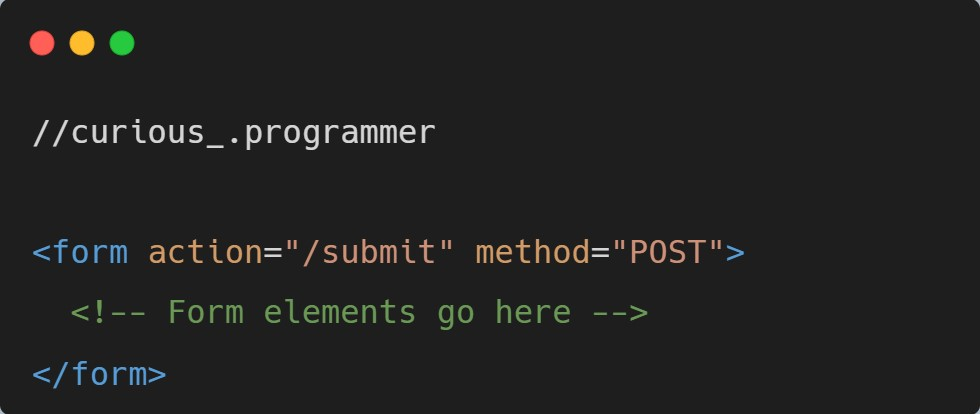 //curious_.programmer
<form action="/submit" method="POST">
<!-- Form elements go here -->
</form>